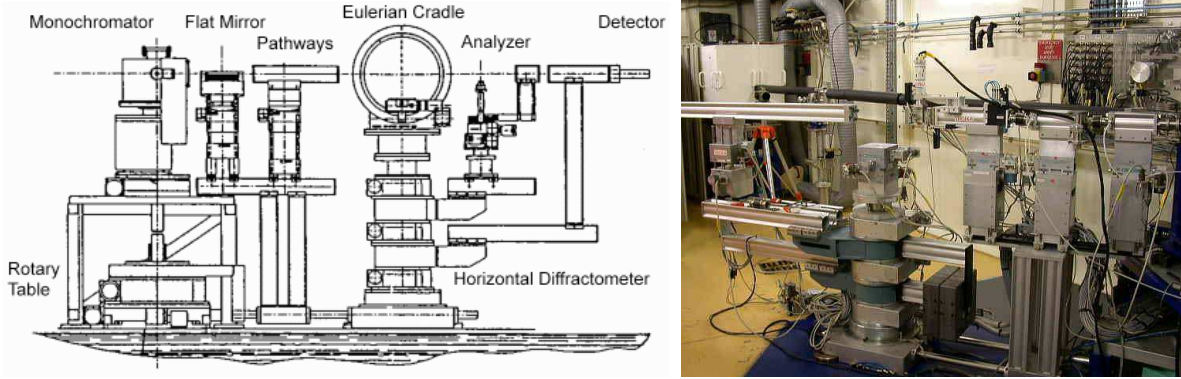 Monochromator
Flat Mirror
Eulerian Cradle
Detector
Pathways
Analyzer
Rotary
Table
Horizontal Diffractometer